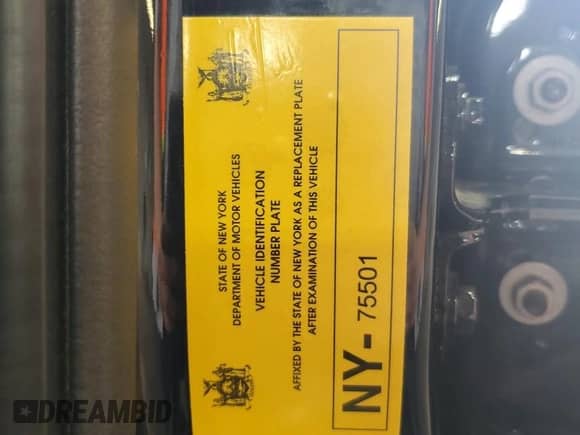 STATE OF NEW YORK
DEPARTMENT OF MOTOR VEHICLES
VEHICLE IDENTIFICATION
NUMBER PLATE
AFFIXED BY THE STATE OF NEW YORK AS A REPLACEMENT PLATE
AFTER EXAMINATION OF THIS VEHICLE
NY- 75501
DREAMBID